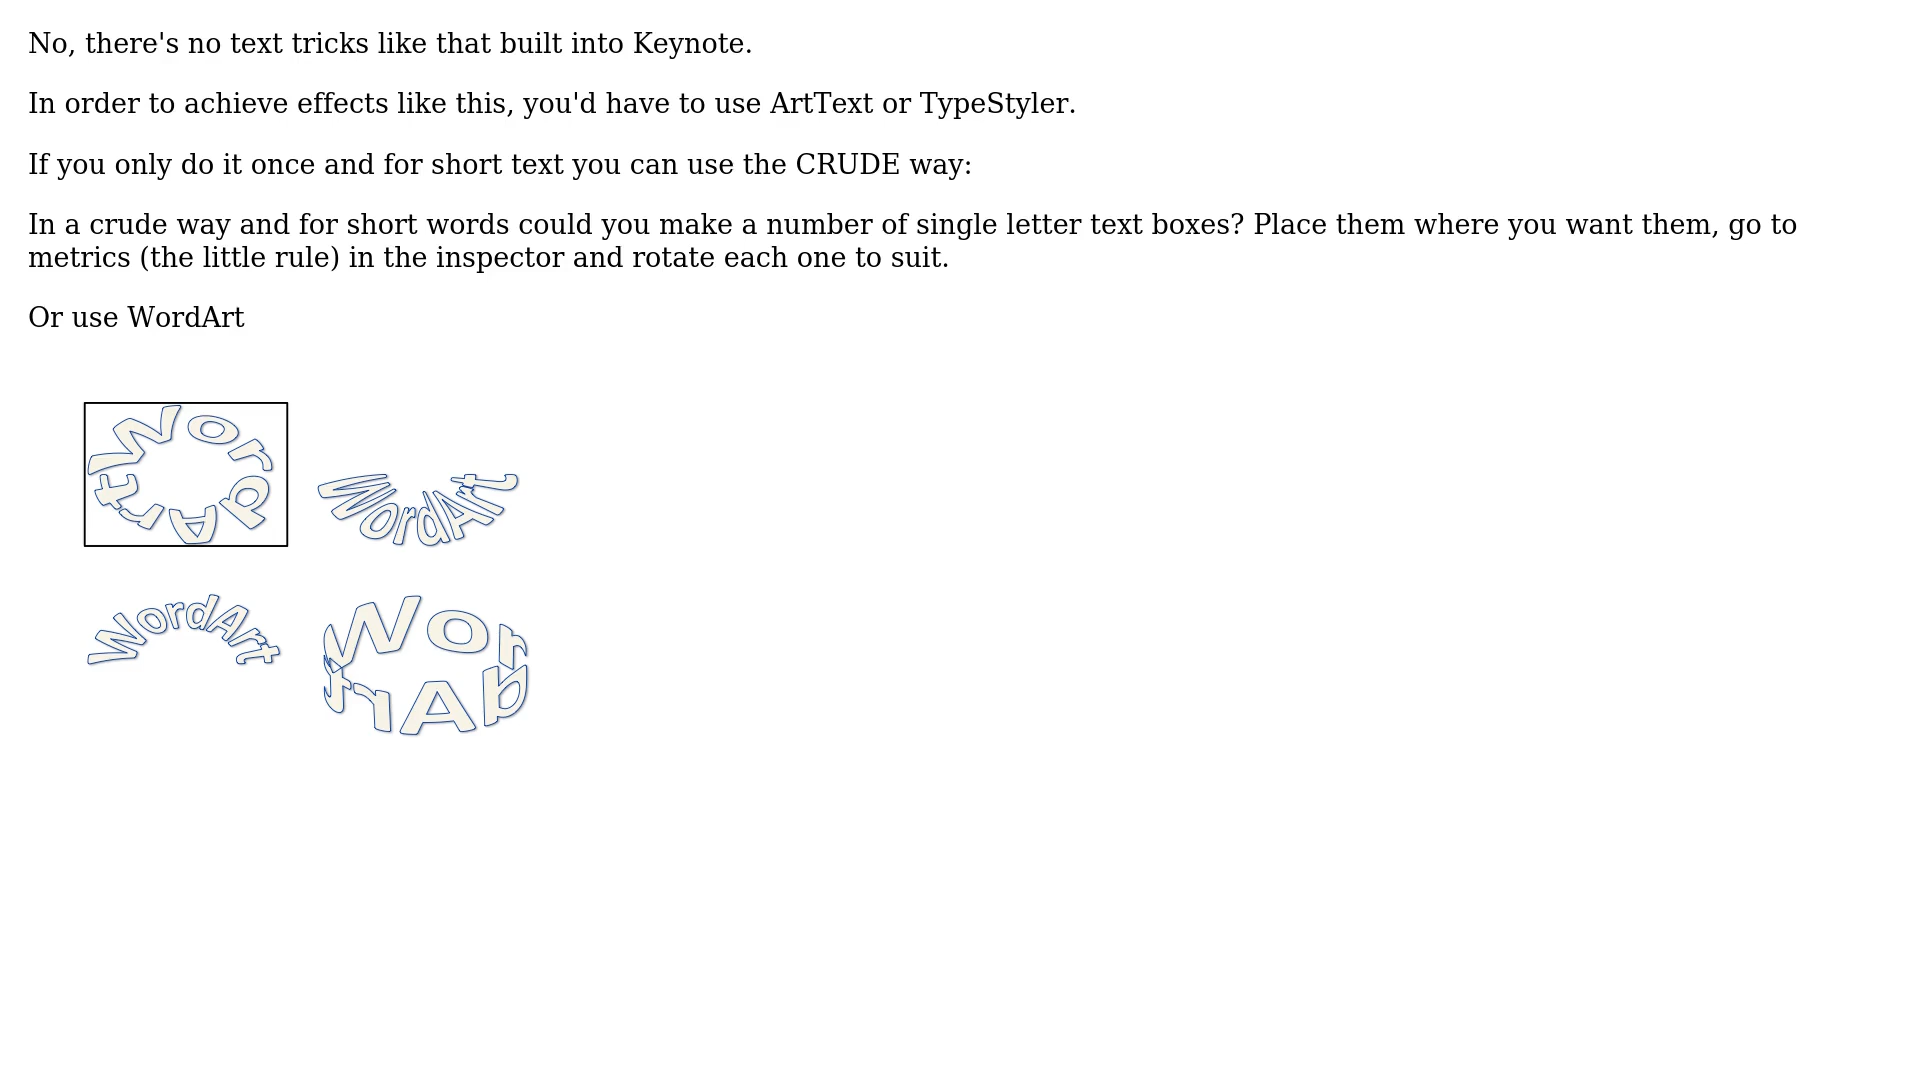 No, there's no text tricks like that built into Keynote.
In order to achieve effects like this, you'd have to use ArtText or TypeStyler.
If you only do it once and for short text you can use the CRUDE way:
In a crude way and for short words could you make a number of single letter text boxes? Place them where you want them, go to
metrics (the little rule) in the inspector and rotate each one to suit.
Or use WordArt
WordArt
WordArt
WordArt
WordArt